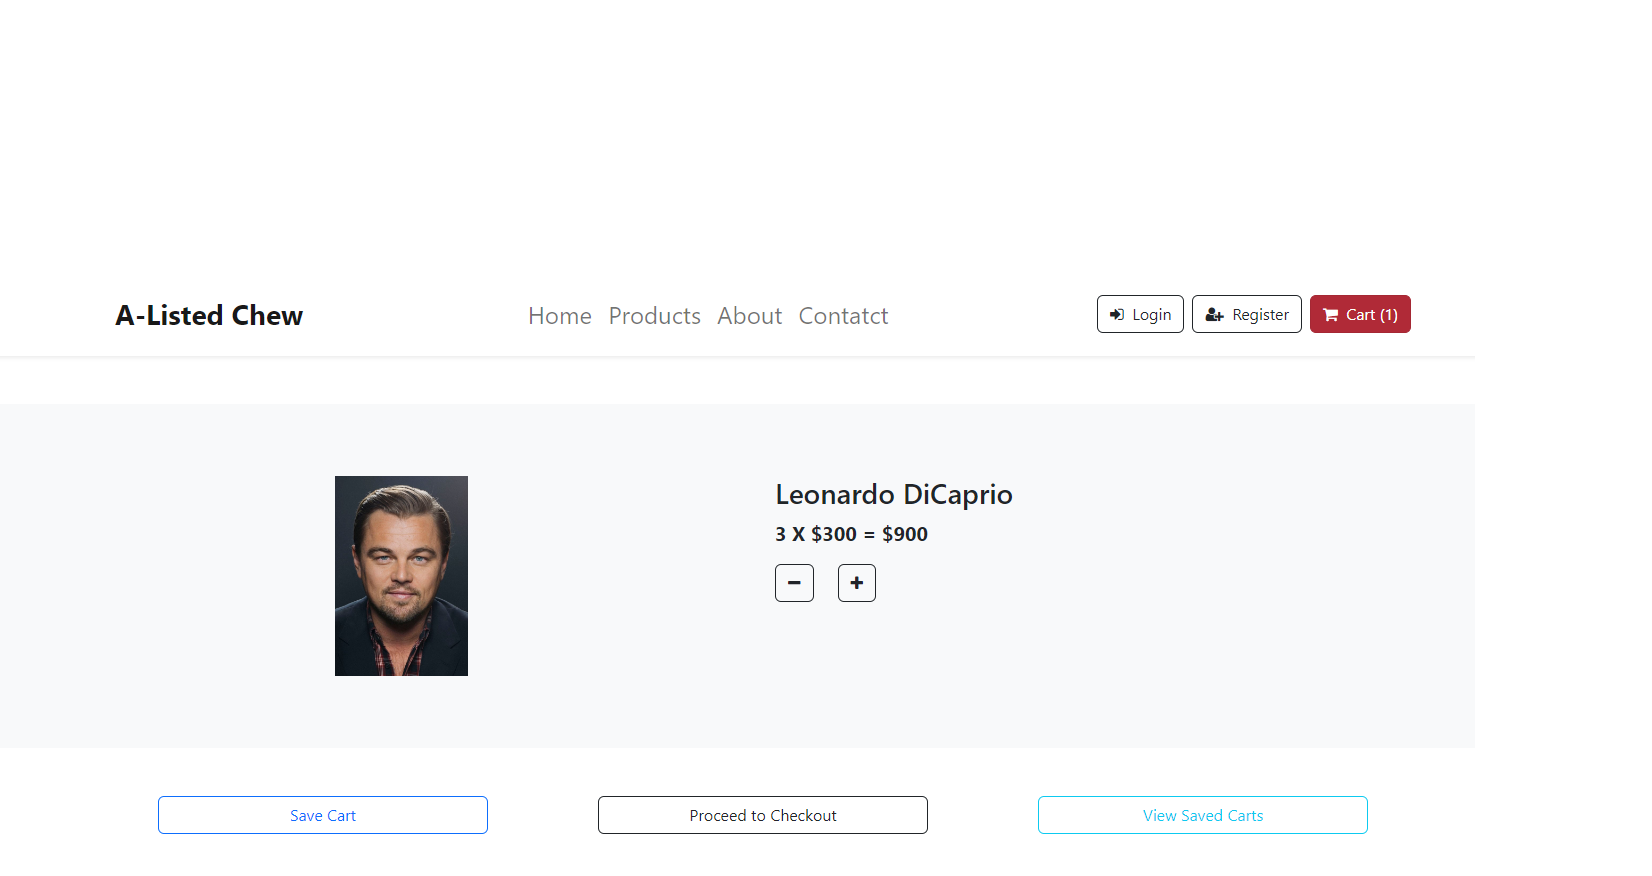 A-Listed Chew
Home Products About Contatct
Login Register Cart (1)
Leonardo DiCaprio
3 X $300 = $900
Save Cart
Proceed to Checkout
View Saved Carts